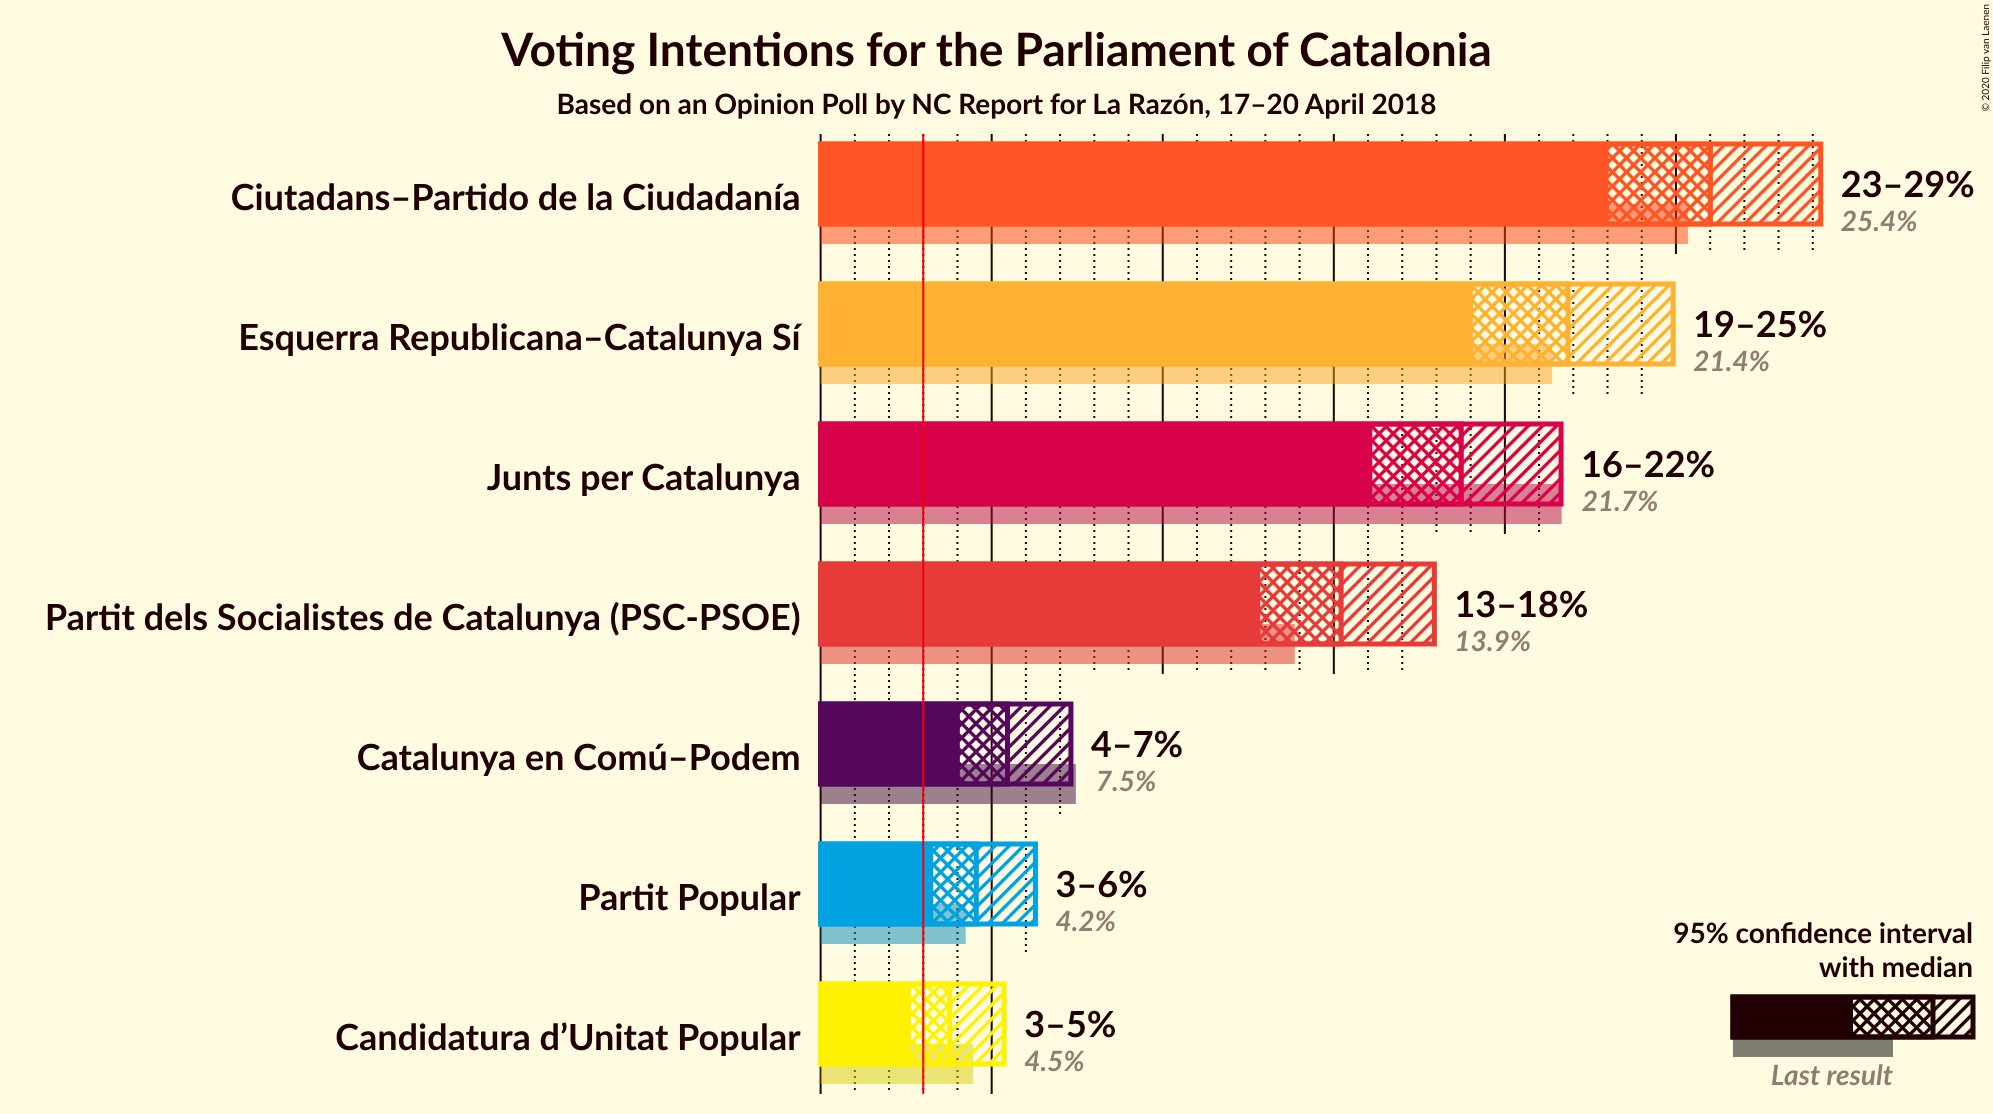 Voting Intentions for the Parliament of Catalonia
Based on an Opinion Poll by NC Report for La Razón, 17–20 April 2018
© 2020 Filip van Laenen
Ciutadans–Partido de la Ciudadanía
23–29%
25.4%
Esquerra Republicana–Catalunya Sí
19–25%
21.4%
Junts per Catalunya
16–22%
21.7%
Partit dels Socialistes de Catalunya (PSC-PSOE)
13–18%
13.9%
Catalunya en Comú–Podem
4–7%
7.5%
Partit Popular
3–6%
4.2%
Candidatura d’Unitat Popular
3–5%
4.5%
95% confidence interval
with median
Last result